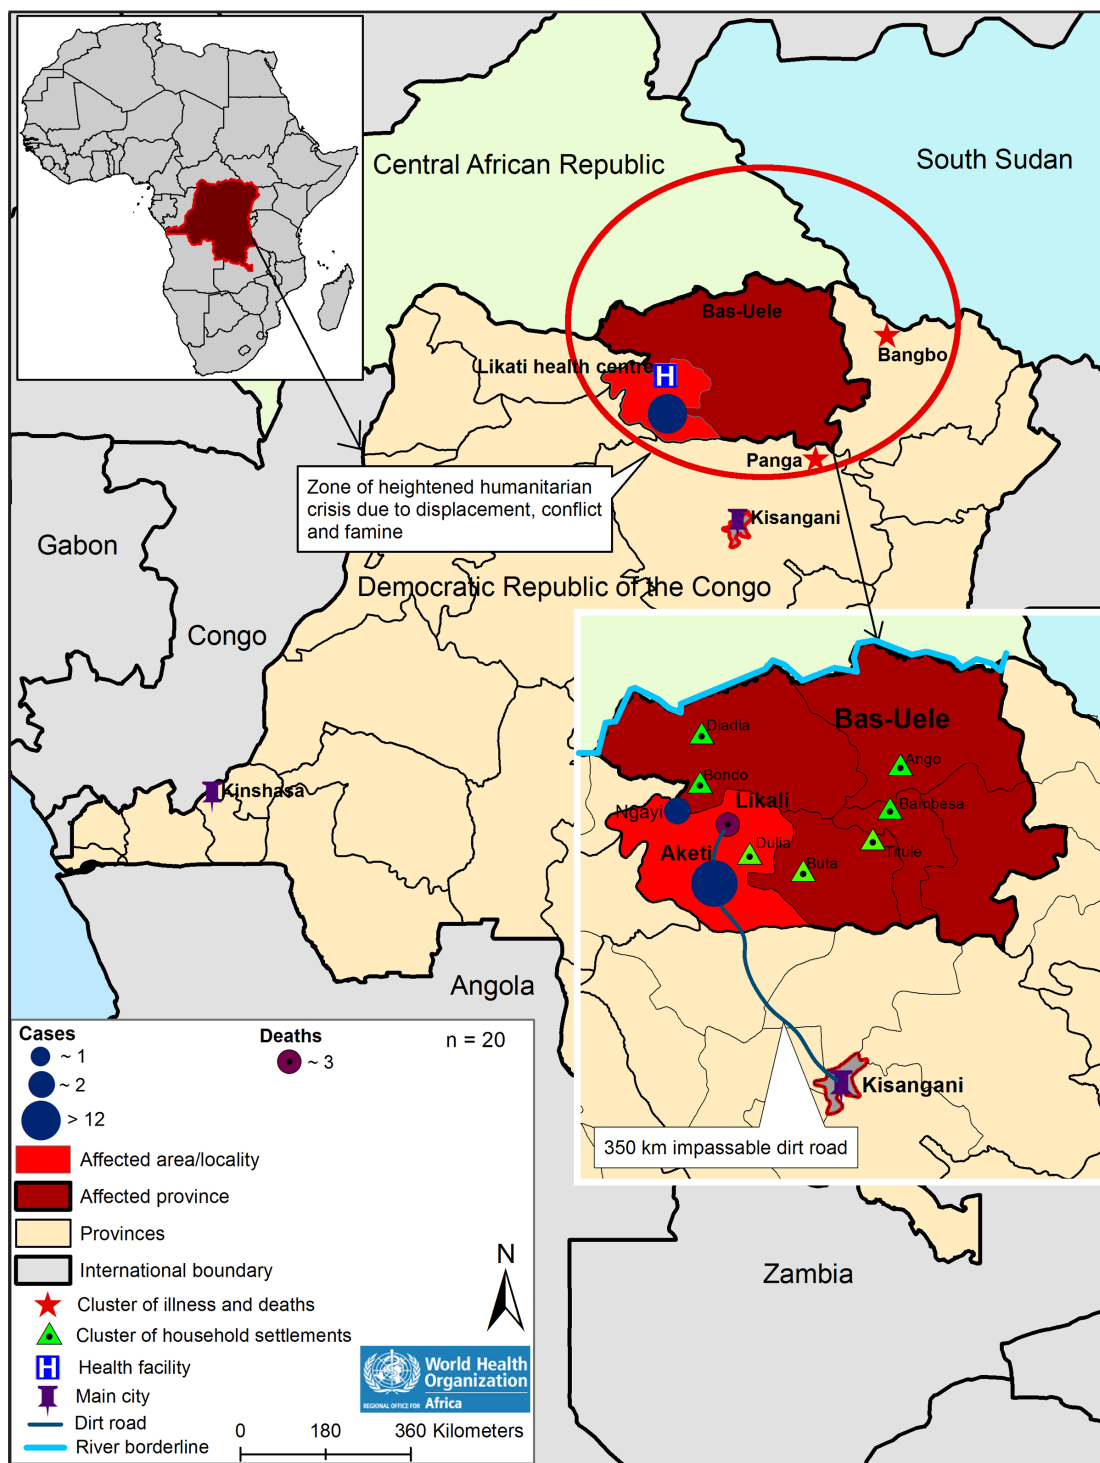 Central African Republic
South Sudan
Bas-Uele
Bangbo
Likati health centre
H
Panga
Zone of heightened humanitarian
crisis due to displacement, conflict
and famine
Kisangani
Gabon
Democratic Republic of the Congo
Congo
Kinshasa
Angola
Zambia
Bas-Uele
Diadia
Ango
Bondo
Bambesa
Ngayi
Likali
Aketi
Dulia
Titule
Buta
Kisangani
350 km impassable dirt road
Cases
Deaths
n = 20
~ 1
~ 3
~ 2
> 12
Affected area/locality
Affected province
Provinces
International boundary
N
Cluster of illness and deaths
Cluster of household settlements
H Health facility
Main city
Dirt road
River borderline
World Health
Organization
REGIONAL OFFICE FOR Africa
0 180 360 Kilometers